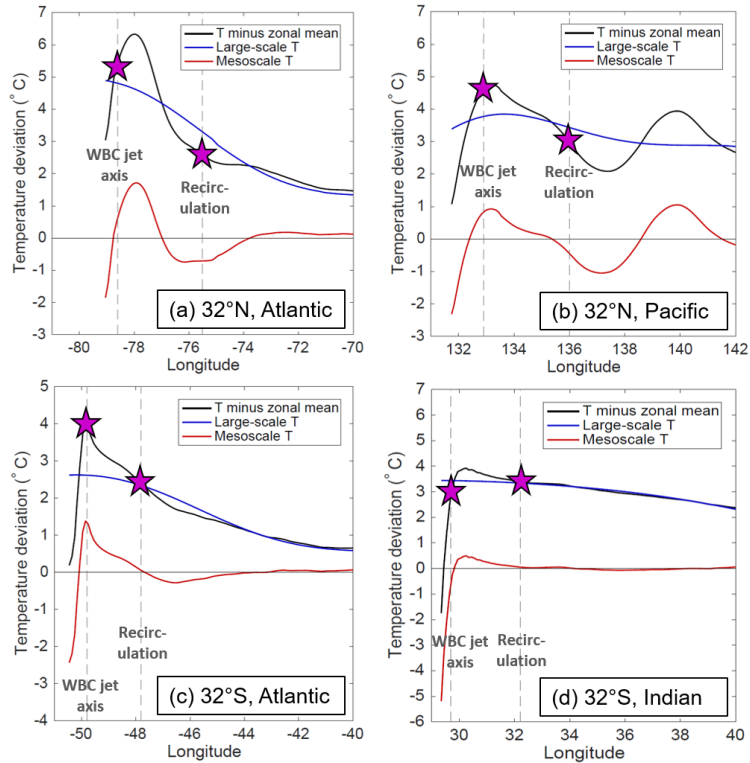 7
6
5
4
3
2
1
0
-1
-2
-3
Temperature deviation (°C)
T minus zonal mean
Large-scale T
Mesoscale T
WBC jet
axis
Recirc-
ulation
(a) 32°N, Atlantic
-80 -78 -76 -74 -72 -70
Longitude
7
6
5
4
3
2
1
0
-1
-2
-3
Temperature deviation (°C)
T minus zonal mean
Large-scale T
Mesoscale T
WBC jet
axis
Recirc-
ulation
(b) 32°N, Pacific
132 134 136 138 140 142
Longitude
5
4
3
2
1
0
-1
-2
-3
4
Temperature deviation (°C)
T minus zonal mean
Large-scale T
Mesoscale T
Recirc-
ulation
WBC jet
axis
(c) 32°S, Atlantic
-50 -48 -46 -44 -42 -40
Longitude
7
6
5
4
3
2
1
0
-1
-2
-3
-4
-5
-6
Temperature deviation (°C)
T minus zonal mean
Large-scale T
Mesoscale T
WBC jet
axis
Recirc-
ulation
(d) 32°S, Indian
30 32 34 36 38 40
Longitude